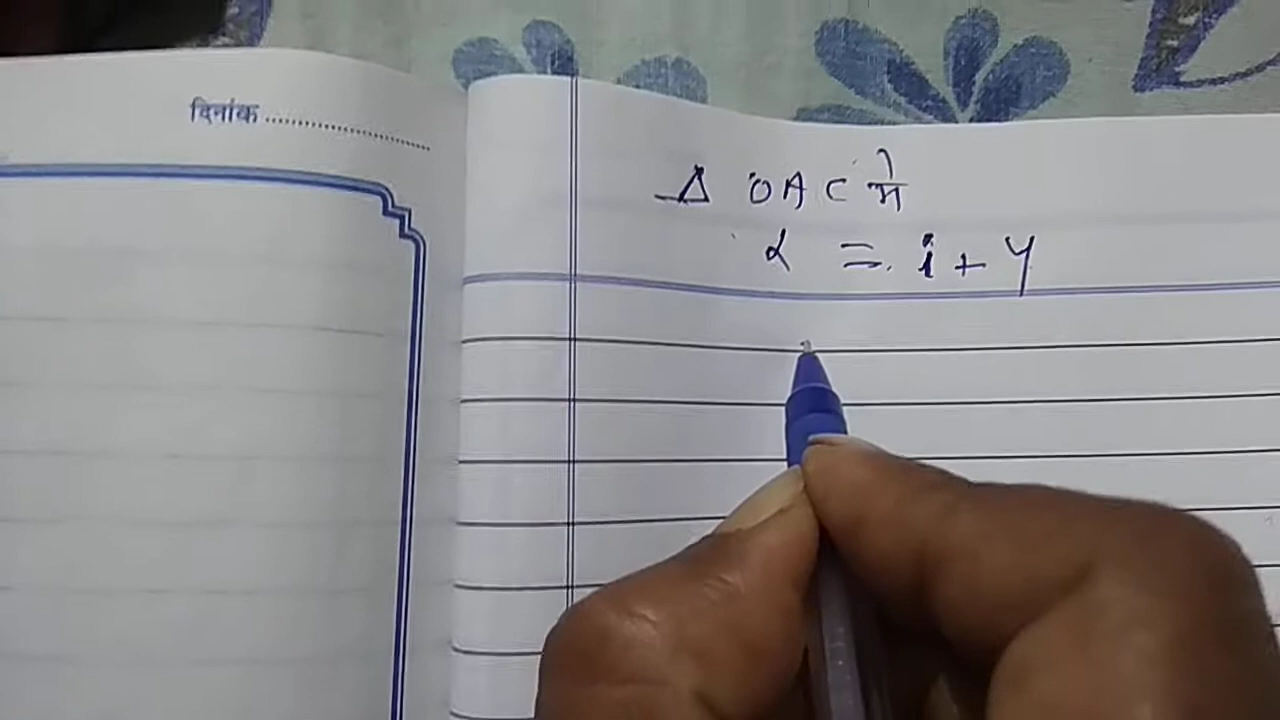 दिनांक ..............................
Δ OAC में
α = i + γ